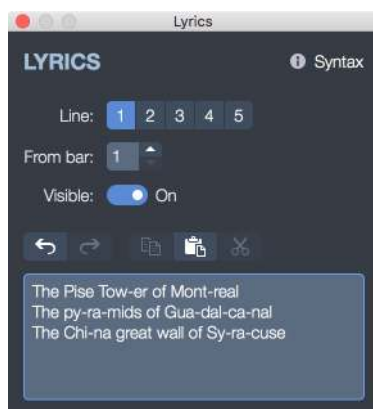 Lyrics
LYRICS
Syntax
Line: 1 2 3 4 5
From bar: 1
Visible: On
The Pise Tow-er of Mont-real
The py-ra-mids of Gua-dal-ca-nal
The Chi-na great wall of Sy-ra-cuse